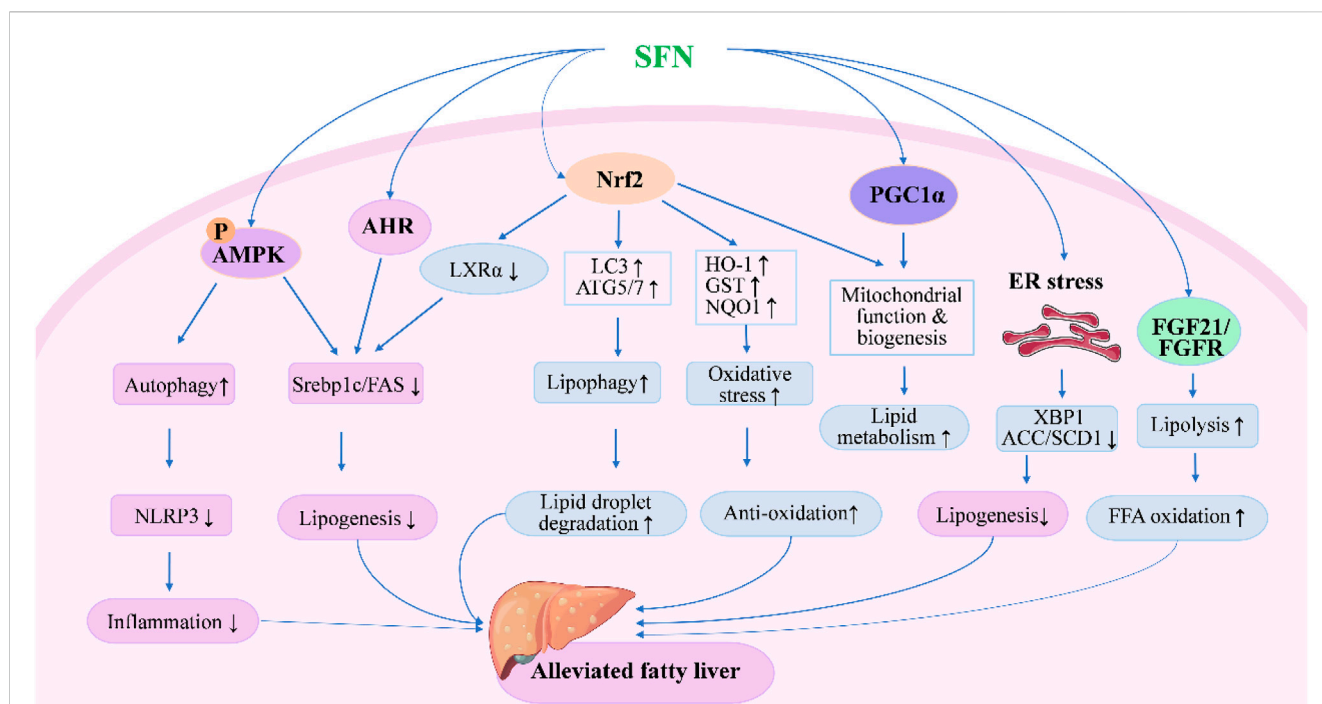 SFN
Nrf2
PGC1α
P
AMPK
AHR
LXRα ↓
LC3 ↑
ATG5/7 ↑
HO-1 ↑
GST ↑
NQO1 ↑
Mitochondrial
function &
biogenesis
ER stress
FGF21/
FGFR
Autophagy ↑
Srebp1c/FAS ↓
Lipophagy ↑
Oxidative
stress ↑
Lipid
metabolism ↑
XBP1
ACC/SCD1 ↓
Lipolysis ↑
NLRP3 ↓
Lipogenesis ↓
Lipid droplet
degradation ↑
Anti-oxidation ↑
Lipogenesis ↓
FFA oxidation ↑
Inflammation ↓
Alleviated fatty liver